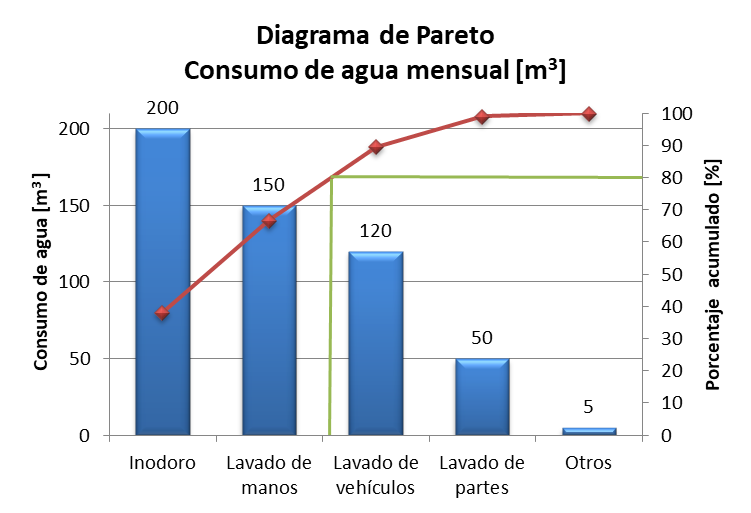 Diagrama de Pareto
Consumo de agua mensual [m³]
Consumo de agua [m³]
200
150
100
50
0
200
150
120
50
5
100
90
80
70
60
50
40
30
20
10
0
Porcentaje acumulado [%]
Inodoro
Lavado de
manos
Lavado de
vehículos
Lavado de
partes
Otros